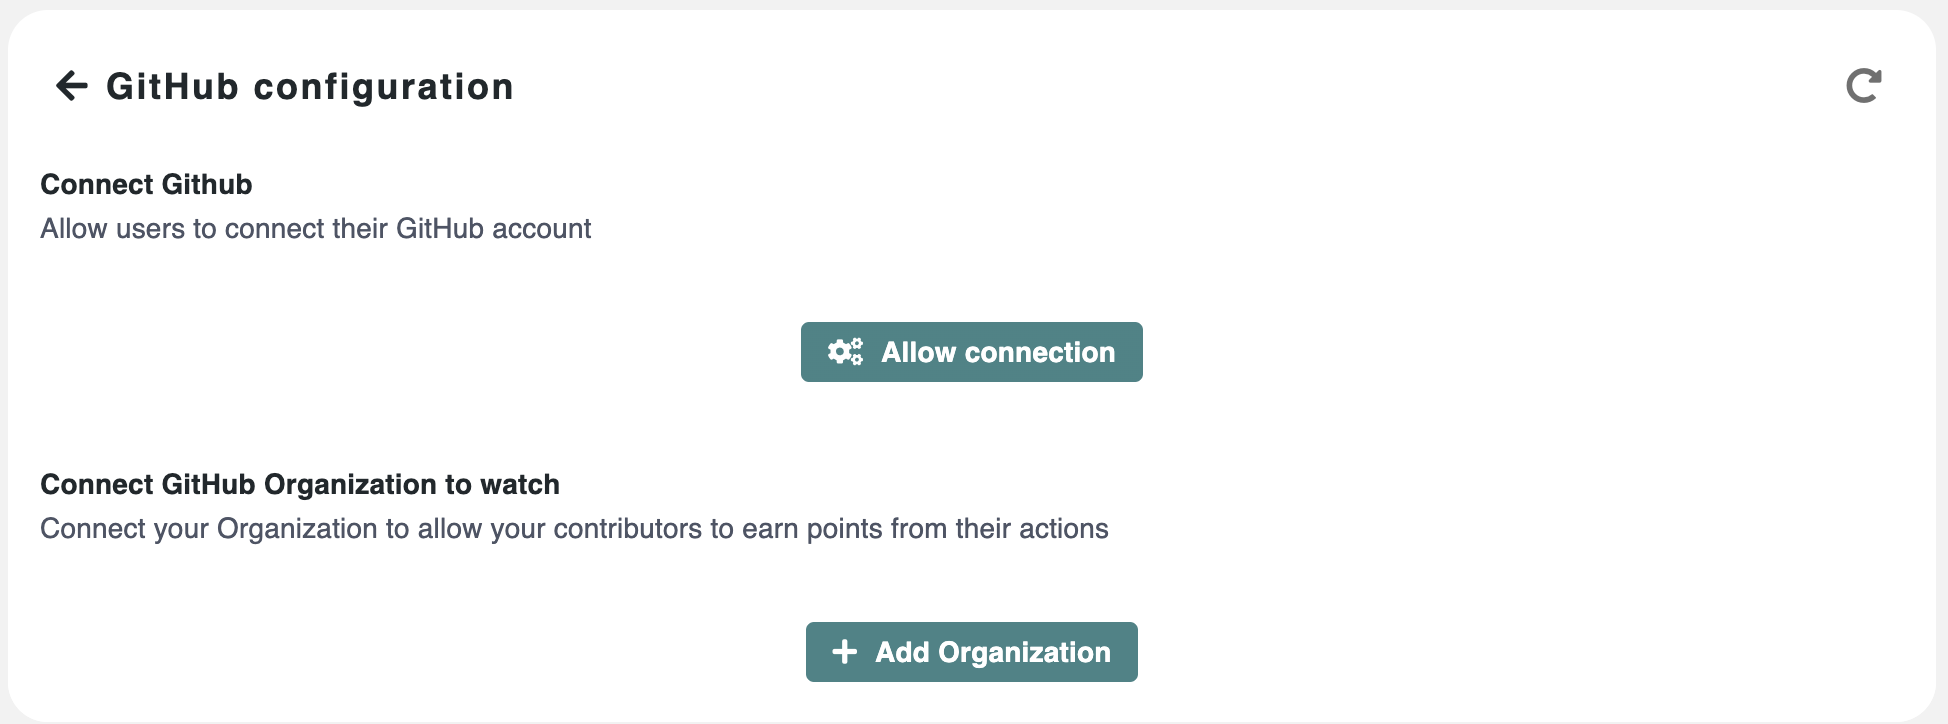 GitHub configuration
Connect Github
Allow users to connect their GitHub account
Allow connection
Connect GitHub Organization to watch
Connect your Organization to allow your contributors to earn points from their actions
Add Organization